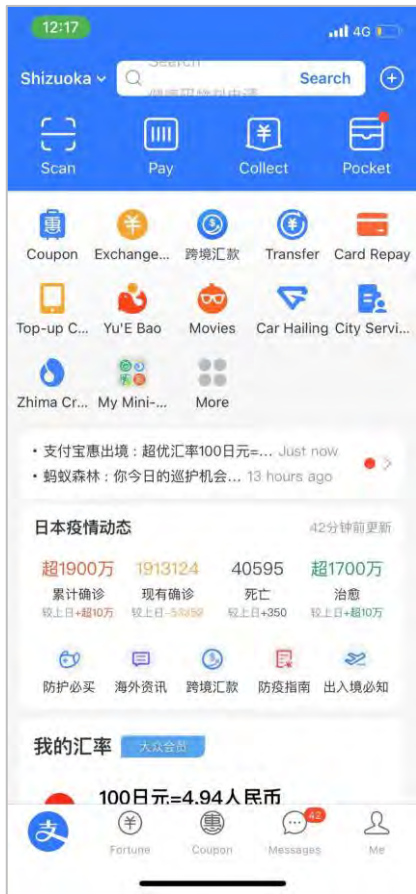 12:17
4G
Shizuoka
Search
Scan
Pay
Collect
Pocket
Coupon
Exchange...
跨境汇款
Transfer
Card Repay
Top-up C...
Yu'E Bao
Movies
Car Hailing
City Servi...
Zhima Cr...
My Mini-...
More
• 支付宝惠出境：超优汇率100日元=... Just now
• 蚂蚁森林：你今日的巡护机会... 13 hours ago
日本疫情动态
42分钟前更新
超1900万
1913124
40595
超1700万
累计确诊
现有确诊
死亡
治愈
较上日+超10万
较上日-53352
较上日+350
较上日+超10万
防护必买
海外资讯
跨境汇款
防疫指南
出入境必知
我的汇率
大众会员
100日元=4.94人民币
支
Fortune
Coupon
42
Messages
Me